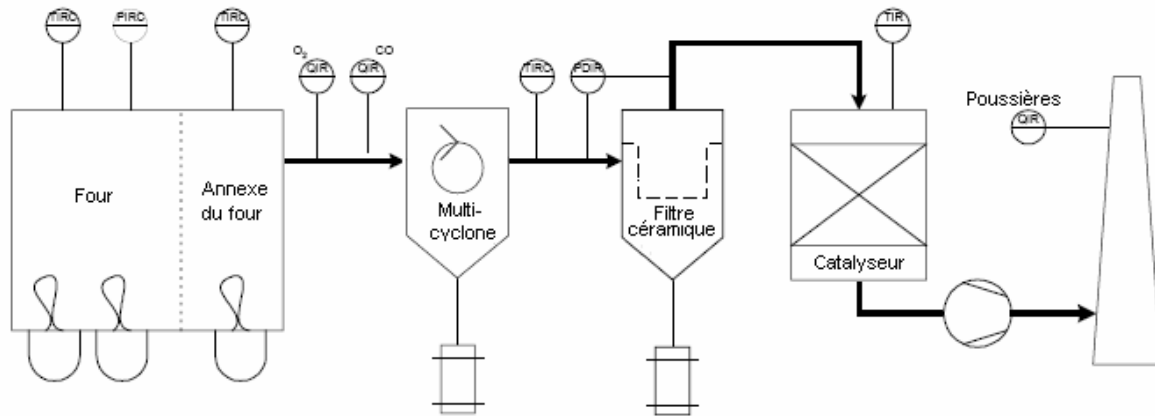 TIRC
PIRC
TIRC
O2
QIR
CO
QIR
TIRC
PDIR
TIR
Poussières
QIR
Four
Annexe
du four
Multi-
cyclone
Filtre
céramique
Catalyseur